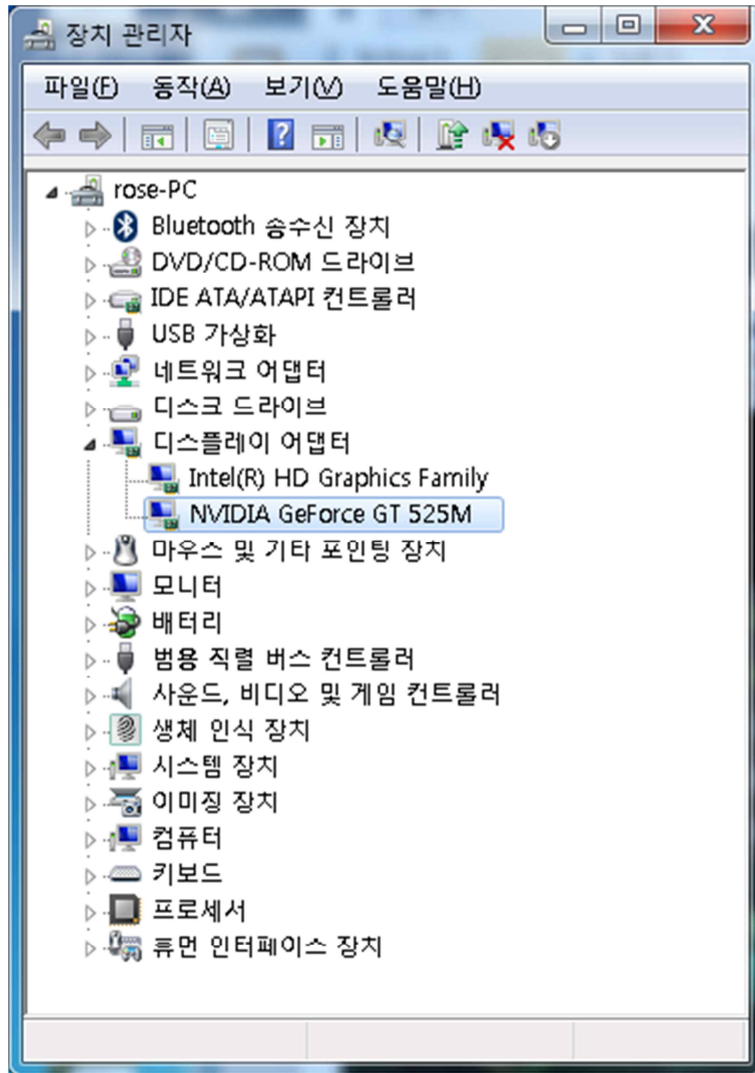 장치 관리자
파일(F) 동작(A) 보기(V) 도움말(H)
rose-PC
Bluetooth 송수신 장치
DVD/CD-ROM 드라이브
IDE ATA/ATAPI 컨트롤러
USB 가상화
네트워크 어댑터
디스크 드라이브
디스플레이 어댑터
Intel(R) HD Graphics Family
NVIDIA GeForce GT 525M
마우스 및 기타 포인팅 장치
모니터
배터리
범용 직렬 버스 컨트롤러
사운드, 비디오 및 게임 컨트롤러
생체 인식 장치
시스템 장치
이미징 장치
컴퓨터
키보드
프로세서
휴먼 인터페이스 장치